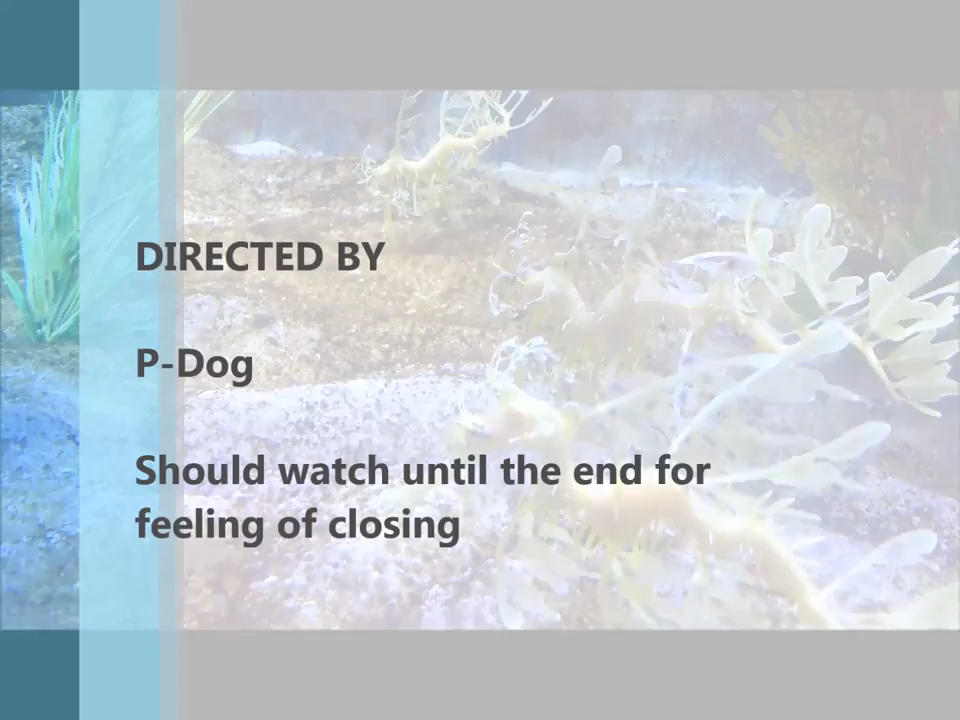 DIRECTED BY
P-Dog
Should watch until the end for
feeling of closing